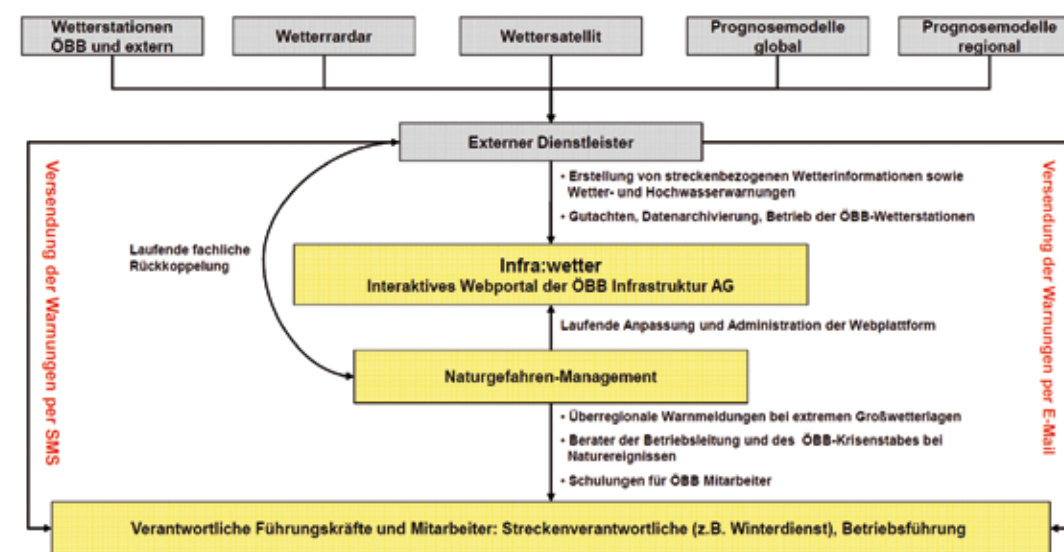 Wetterstationen
ÖBB und extern
Wetterrardar
Wettersatellit
Prognosemodelle
global
Prognosemodelle
regional
Externer Dienstleister
• Erstellung von streckenbezogenen Wetterinformationen sowie
Wetter- und Hochwasserwarnungen
• Gutachten, Datenarchivierung, Betrieb der ÖBB-Wetterstationen
Versendung der Warnungen per SMS
Versendung der Warnungen per E-Mail
Laufende fachliche
Rückkoppelung
Infra:wetter
Interaktives Webportal der ÖBB Infrastruktur AG
Laufende Anpassung und Administration der Webplattform
Naturgefahren-Management
• Überregionale Warnmeldungen bei extremen Großwetterlagen
• Berater der Betriebsleitung und des ÖBB-Krisenstabes bei
Naturereignissen
• Schulungen für ÖBB Mitarbeiter
Verantwortliche Führungskräfte und Mitarbeiter: Streckenverantwortliche (z.B. Winterdienst), Betriebsführung